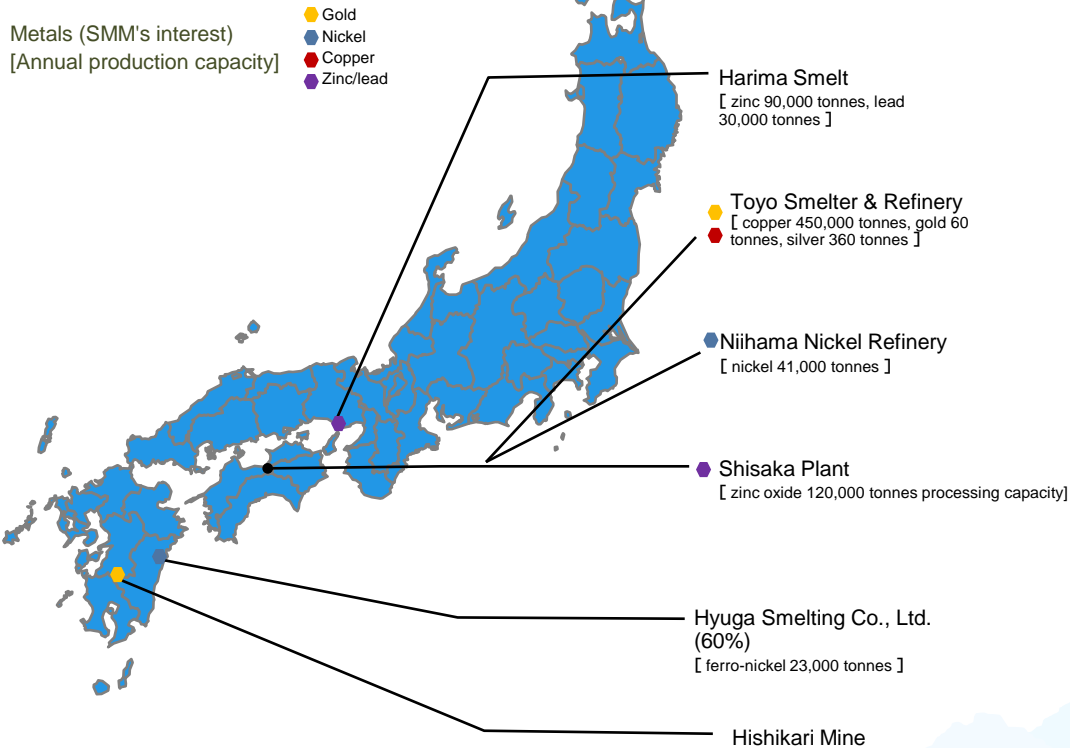 Metals (SMM's interest)
[Annual production capacity]
Gold
Nickel
Copper
Zinc/lead
Harima Smelt
[ zinc 90,000 tonnes, lead
30,000 tonnes ]
Toyo Smelter & Refinery
[ copper 450,000 tonnes, gold 60
tonnes, silver 360 tonnes ]
Niihama Nickel Refinery
[ nickel 41,000 tonnes ]
Shisaka Plant
[ zinc oxide 120,000 tonnes processing capacity]
Hyuga Smelting Co., Ltd.
(60%)
[ ferro-nickel 23,000 tonnes ]
Hishikari Mine